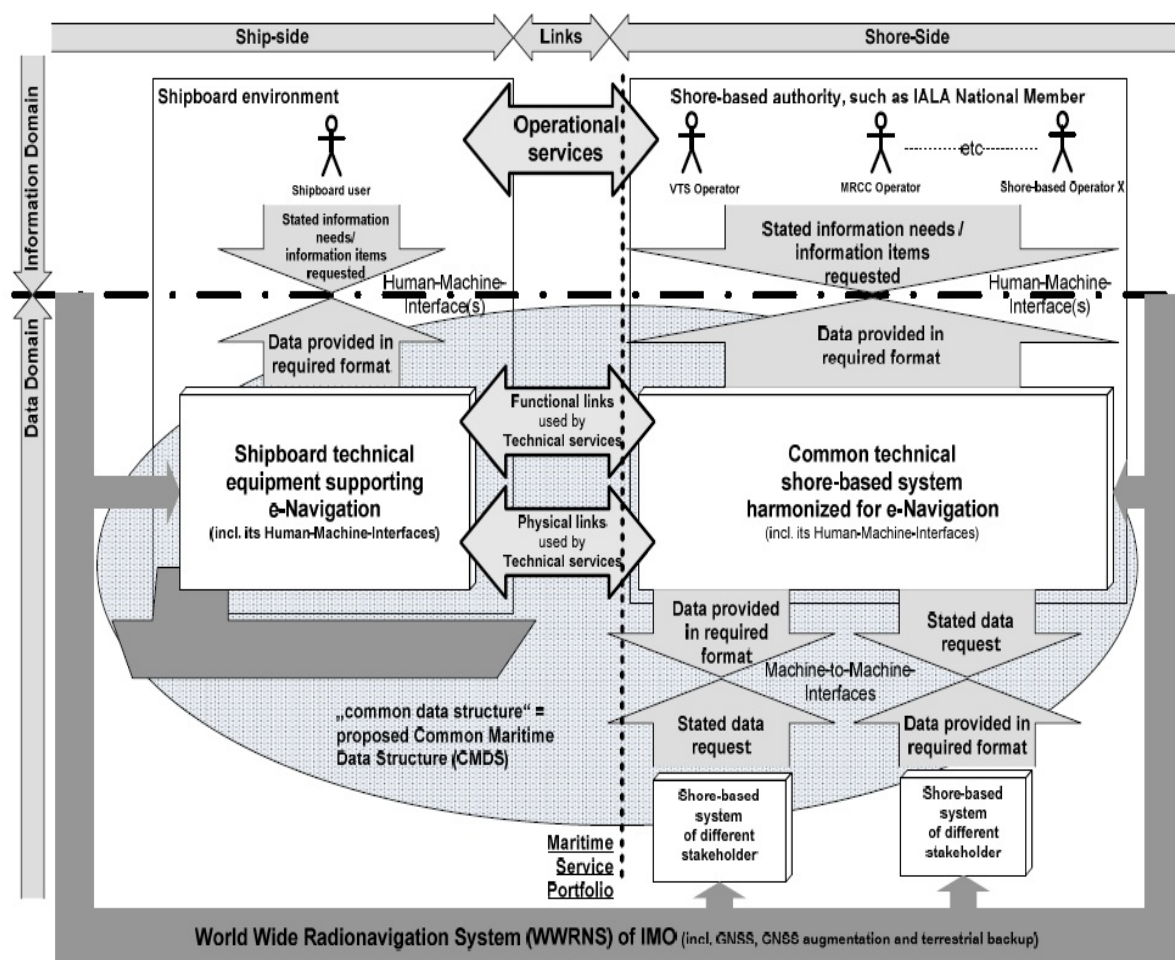 Ship-side
Links
Shore-Side
Information Domain
Data Domain
Shipboard environment
Shipboard user
Operational
services
Shore-based authority, such as IALA National Member
VTS Operator
MRCC Operator
etc
Shore-based Operator X
Stated information
needs/
information items
requested
Human-Machine-
Interface(s)
Stated information needs /
information items
requested
Human-Machine-
Interface(s)
Data provided in
required format
Data provided in
required format
Shipboard technical
equipment supporting
e-Navigation
(incl. its Human-Machine-Interfaces)
Functional links
used by
Technical services
Physical links
used by
Technical services
Common technical
shore-based system
harmonized for e-Navigation
(incl. its Human-Machine-Interfaces)
Data provided
in required
format
Stated data
request
Machine-to-Machine-
Interfaces
Stated data
request
Data provided in
required format
„common data structure“ =
proposed Common Maritime
Data Structure (CMDS)
Shore-based
system
of different
stakeholder
Shore-based
system
of different
stakeholder
Maritime
Service
Portfolio
World Wide Radionavigation System (WWRNS) of IMO (incl. GNSS, GNSS augmentation and terrestrial backup)